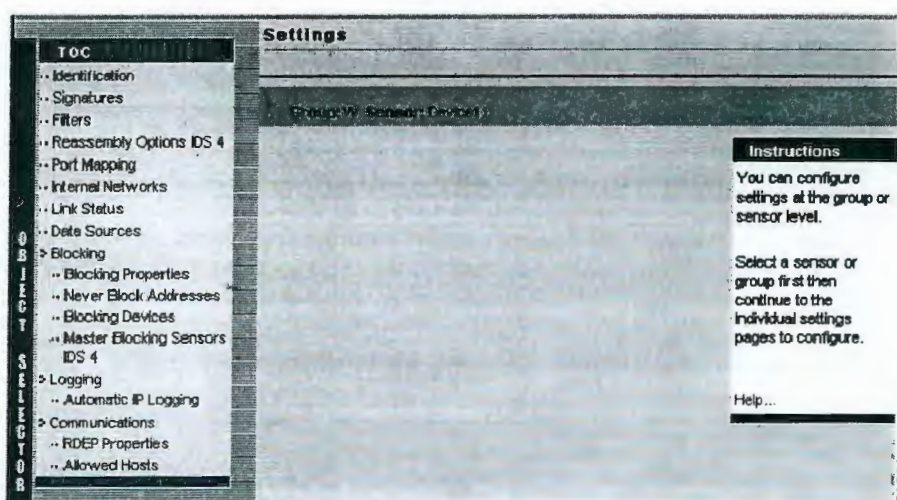 Settings
TOC
Identification
Signatures
Filters
Reassembly Options IDS 4
Port Mapping
Internal Networks
Link Status
Data Sources
Blocking
Blocking Properties
Never Block Addresses
Blocking Devices
Master Blocking Sensors
IDS 4
Logging
Automatic IP Logging
Communications
RDEP Properties
Allowed Hosts
OBJECT SELECTOR
Sensor:
Instructions
You can configure
settings at the group or
sensor level.
Select a sensor or
group first then
continue to the
individual settings
pages to configure.
Help...